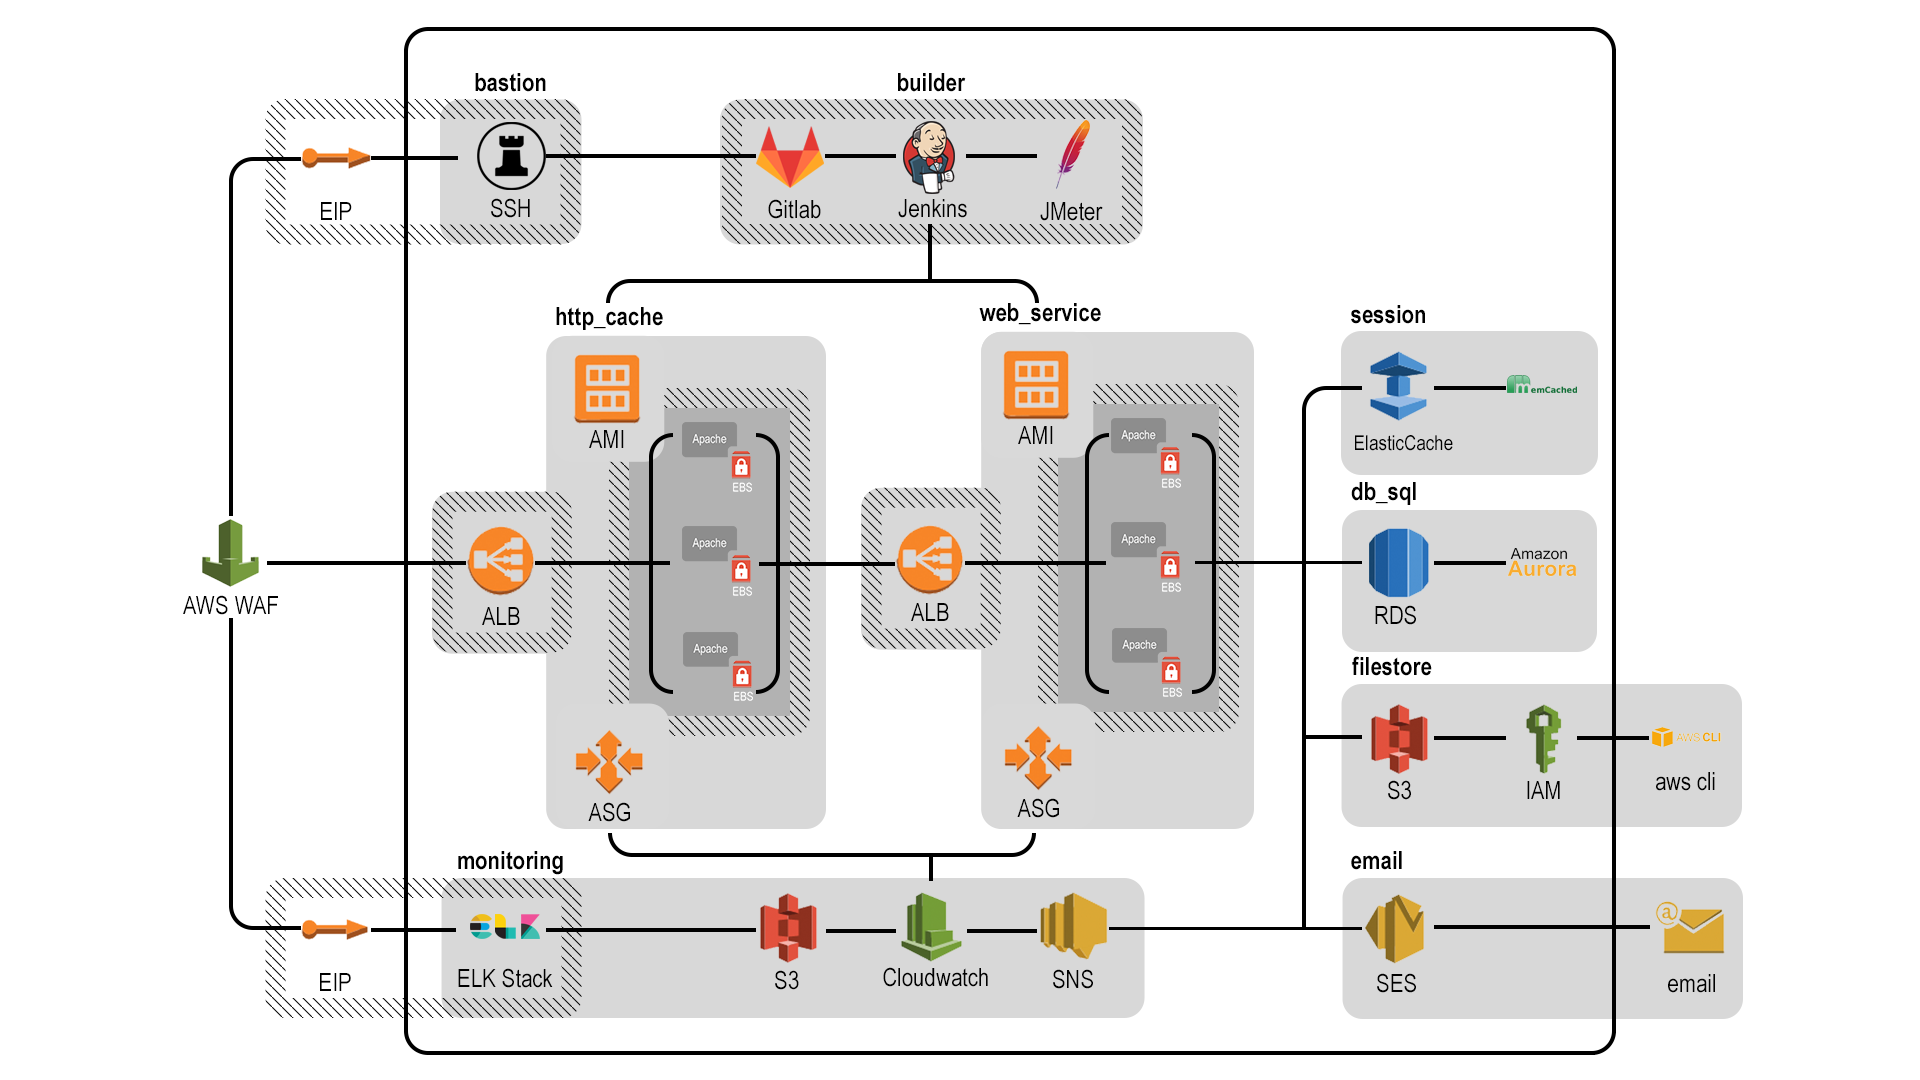 bastion
builder
EIP
SSH
Gitlab
Jenkins
JMeter
http_cache
web_service
session
AMI
Apache
EBS
Apache
EBS
Apache
EBS
AMI
Apache
EBS
Apache
EBS
Apache
EBS
emCached
ElasticCache
db_sql
Amazon
Aurora
RDS
AWS WAF
ALB
ALB
filestore
S3
IAM
AWS CLI
aws cli
ASG
ASG
monitoring
email
EIP
ELK Stack
S3
Cloudwatch
SNS
SES
@
email